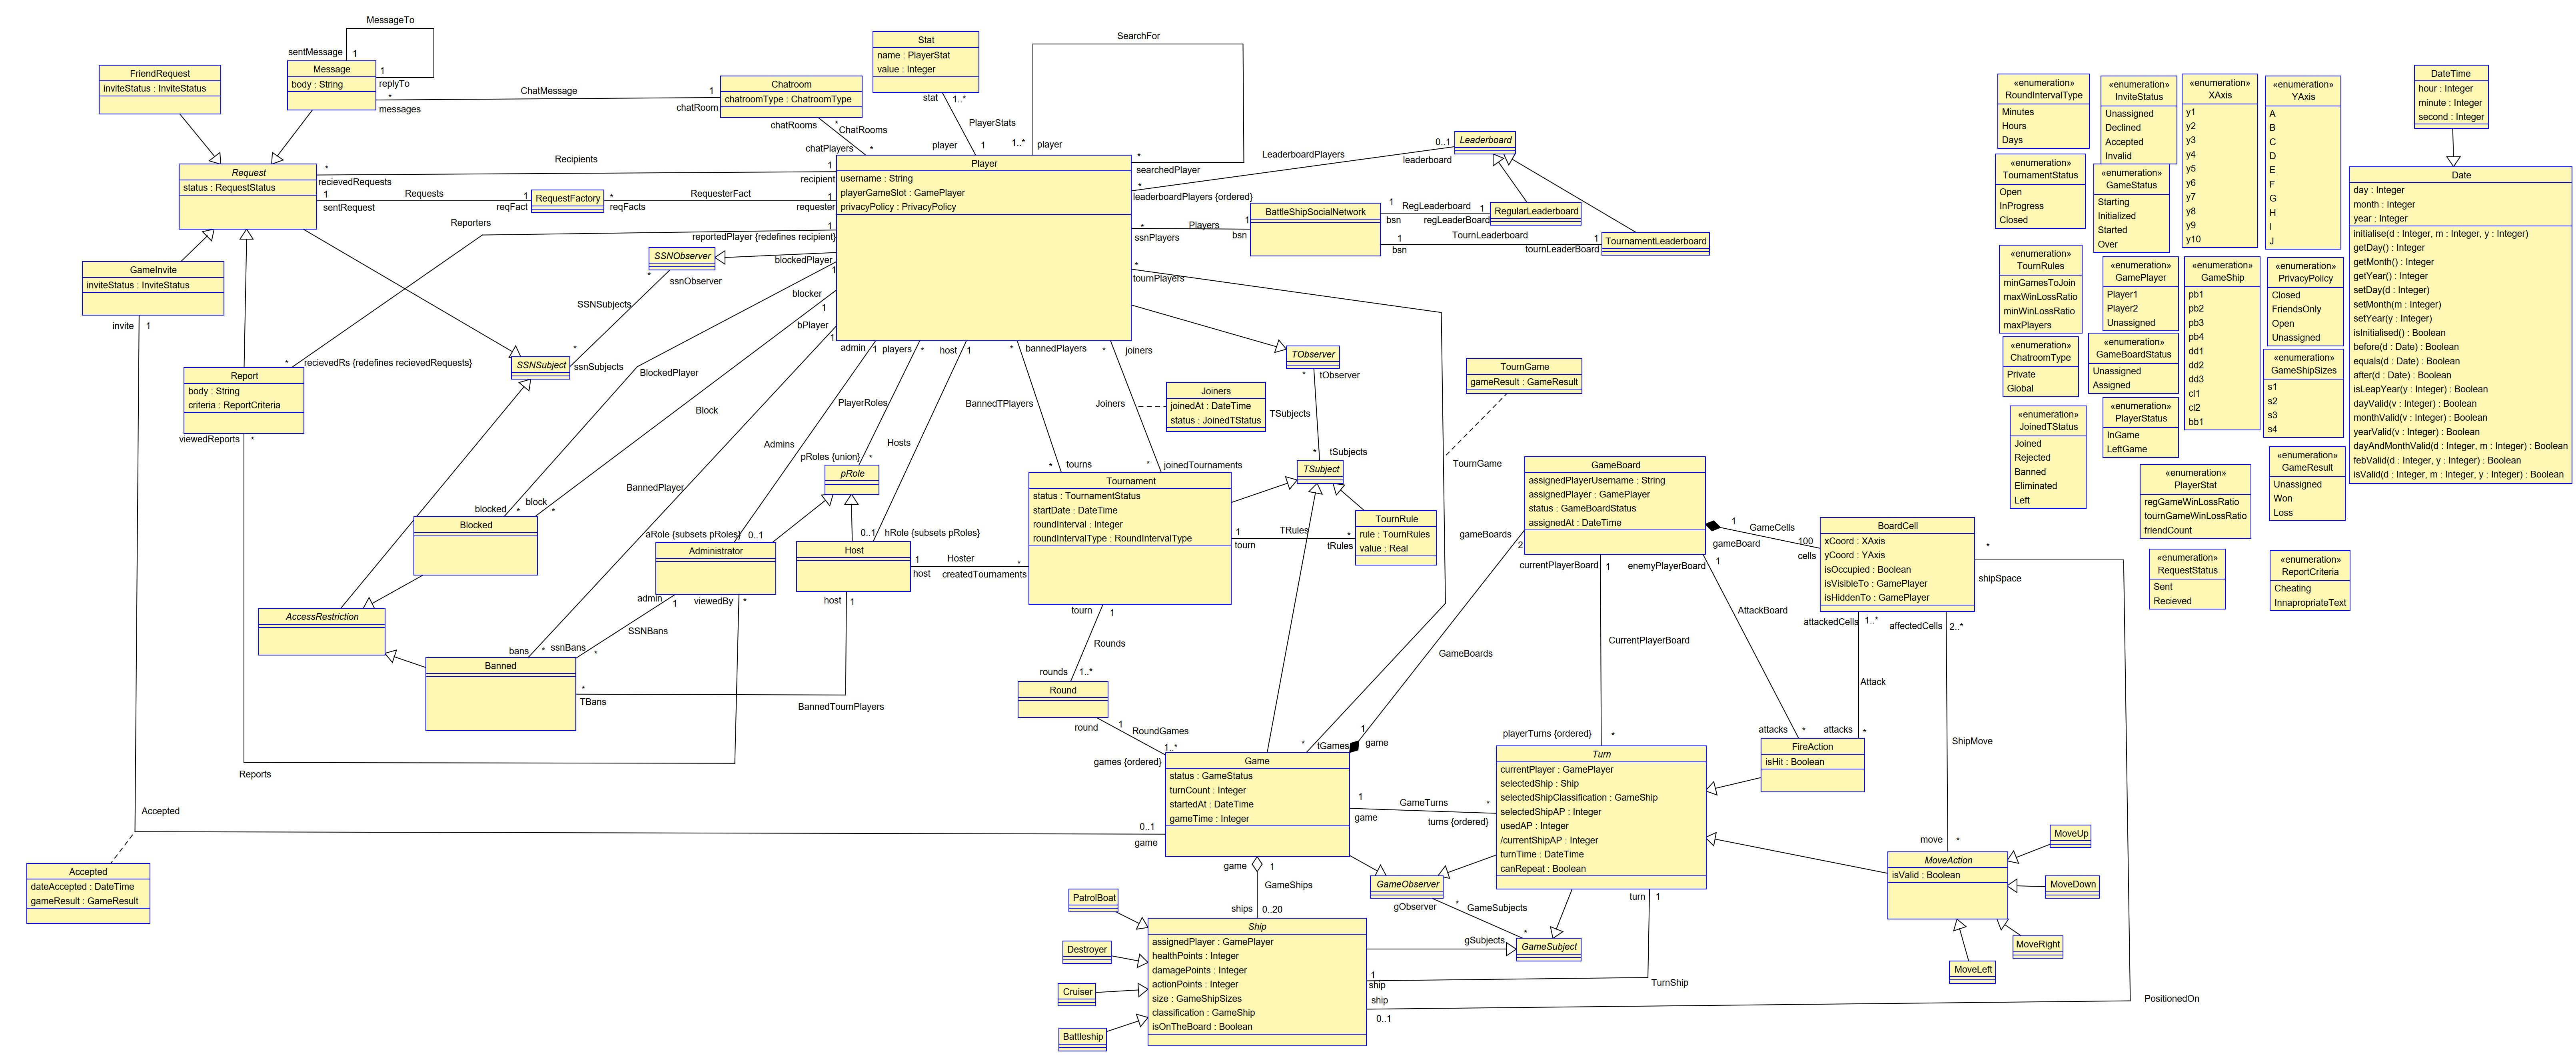 MessageTo
sentMessage
1
Message
body : String
1
replyTo
*
messages
FriendRequest
inviteStatus : InviteStatus
ChatMessage
1
chatRoom
Chatroom
chatroomType : ChatroomType
chatRooms
*
ChatRooms
chatPlayers
*
Stat
name : PlayerStat
value : Integer
stat
1..*
PlayerStats
player
1
SearchFor
1..*
player
*
searchedPlayer
Request
status : RequestStatus
*
recievedRequests
Recipients
1
recipient
1
sentRequest
Requests
1
reqFact
RequestFactory
*
reqFacts
RequesterFact
1
requester
Reporters
1
reportedPlayer {redefines recipient}
Player
username : String
playerGameSlot : GamePlayer
privacyPolicy : PrivacyPolicy
LeaderboardPlayers
0..1
leaderboard
*
leaderboardPlayers {ordered}
Leaderboard
BattleShipSocialNetwork
1
bsn
RegLeaderboard
1
regLeaderBoard
RegularLeaderboard
1
bsn
TournLeaderboard
1
tournLeaderBoard
TournamentLeaderboard
*
ssnPlayers
Players
1
bsn
SSNObserver
*
ssnObserver
SSNSubjects
*
ssnSubjects
SSNSubject
GameInvite
inviteStatus : InviteStatus
invite
1
*
recievedRs {redefines recievedRequests}
Report
body : String
criteria : ReportCriteria
viewedReports
*
blockedPlayer
1
BlockedPlayer
blocker
1
Block
bPlayer
1
BannedPlayer
admin
1
Admins
players
*
PlayerRoles
host
1
Hosts
*
bannedPlayers
BannedTPlayers
*
joiners
Joiners
Joiners
joinedAt : DateTime
status : JoinedTStatus
*
tournPlayers
TObserver
*
tObserver
TSubjects
*
tSubjects
TSubject
TournGame
gameResult : GameResult
TournGame
pRoles {union}
*
pRole
*
tourns
*
joinedTournaments
Tournament
status : TournamentStatus
startDate : DateTime
roundInterval : Integer
roundIntervalType : RoundIntervalType
1
tourn
TRules
*
tRules
TournRule
rule : TournRules
value : Real
blocked
*
block
*
Blocked
aRole {subsets pRoles}
0..1
Administrator
0..1
hRole {subsets pRoles}
Host
1
host
Hoster
*
createdTournaments
admin
1
viewedBy
*
host
1
SSNBans
AccessRestriction
bans
*
ssnBans
*
Banned
*
TBans
BannedTournPlayers
Reports
tourn
1
Rounds
rounds
1..*
Round
round
1
RoundGames
1..*
games {ordered}
*
tGames
1
game
GameBoards
gameBoards
2
GameBoard
assignedPlayerUsername : String
assignedPlayer : GamePlayer
status : GameBoardStatus
assignedAt : DateTime
1
gameBoard
GameCells
100
cells
BoardCell
xCoord : XAxis
yCoord : YAxis
isOccupied : Boolean
isVisibleTo : GamePlayer
isHiddenTo : GamePlayer
*
shipSpace
currentPlayerBoard
1
CurrentPlayerBoard
playerTurns {ordered}
*
enemyPlayerBoard
1
AttackBoard
attacks
*
attackedCells
1..*
Attack
attacks
*
affectedCells
2..*
ShipMove
move
*
FireAction
isHit : Boolean
Game
status : GameStatus
turnCount : Integer
startedAt : DateTime
gameTime : Integer
1
game
GameTurns
*
turns {ordered}
Turn
currentPlayer : GamePlayer
selectedShip : Ship
selectedShipClassification : GameShip
selectedShipAP : Integer
usedAP : Integer
/currentShipAP : Integer
turnTime : DateTime
canRepeat : Boolean
Accepted
0..1
game
Accepted
dateAccepted : DateTime
gameResult : GameResult
game
1
GameShips
ships
0..20
GameObserver
*
gObserver
GameSubjects
*
gSubjects
GameSubject
turn
1
TurnShip
1
ship
MoveAction
isValid : Boolean
MoveUp
MoveDown
MoveRight
MoveLeft
PatrolBoat
Destroyer
Cruiser
Battleship
Ship
assignedPlayer : GamePlayer
healthPoints : Integer
damagePoints : Integer
actionPoints : Integer
size : GameShipSizes
classification : GameShip
isOnTheBoard : Boolean
ship
0..1
PositionedOn
«enumeration»
RoundIntervalType
Minutes
Hours
Days
«enumeration»
InviteStatus
Unassigned
Declined
Accepted
Invalid
«enumeration»
XAxis
y1
y2
y3
y4
y5
y6
y7
y8
y9
y10
«enumeration»
YAxis
A
B
C
D
E
F
G
H
I
J
«enumeration»
TournamentStatus
Open
InProgress
Closed
«enumeration»
GameStatus
Starting
Initialized
Started
Over
«enumeration»
TournRules
minGamesToJoin
maxWinLossRatio
minWinLossRatio
maxPlayers
«enumeration»
GamePlayer
Player1
Player2
Unassigned
«enumeration»
GameShip
pb1
pb2
pb3
pb4
dd1
dd2
dd3
cl1
cl2
bb1
«enumeration»
PrivacyPolicy
Closed
FriendsOnly
Open
Unassigned
«enumeration»
ChatroomType
Private
Global
«enumeration»
GameBoardStatus
Unassigned
Assigned
«enumeration»
GameShipSizes
s1
s2
s3
s4
«enumeration»
JoinedTStatus
Joined
Rejected
Banned
Eliminated
Left
«enumeration»
PlayerStatus
InGame
LeftGame
«enumeration»
PlayerStat
regGameWinLossRatio
tournGameWinLossRatio
friendCount
«enumeration»
GameResult
Unassigned
Won
Loss
«enumeration»
RequestStatus
Sent
Recieved
«enumeration»
ReportCriteria
Cheating
InnapropriateText
DateTime
hour : Integer
minute : Integer
second : Integer
Date
day : Integer
month : Integer
year : Integer
initialise(d : Integer, m : Integer, y : Integer)
getDay() : Integer
getMonth() : Integer
getYear() : Integer
setDay(d : Integer)
setMonth(m : Integer)
setYear(y : Integer)
isInitialised() : Boolean
before(d : Date) : Boolean
equals(d : Date) : Boolean
after(d : Date) : Boolean
isLeapYear(y : Integer) : Boolean
dayValid(v : Integer) : Boolean
monthValid(v : Integer) : Boolean
yearValid(v : Integer) : Boolean
dayAndMonthValid(d : Integer, m : Integer) : Boolean
febValid(d : Integer, y : Integer) : Boolean
isValid(d : Integer, m : Integer, y : Integer) : Boolean